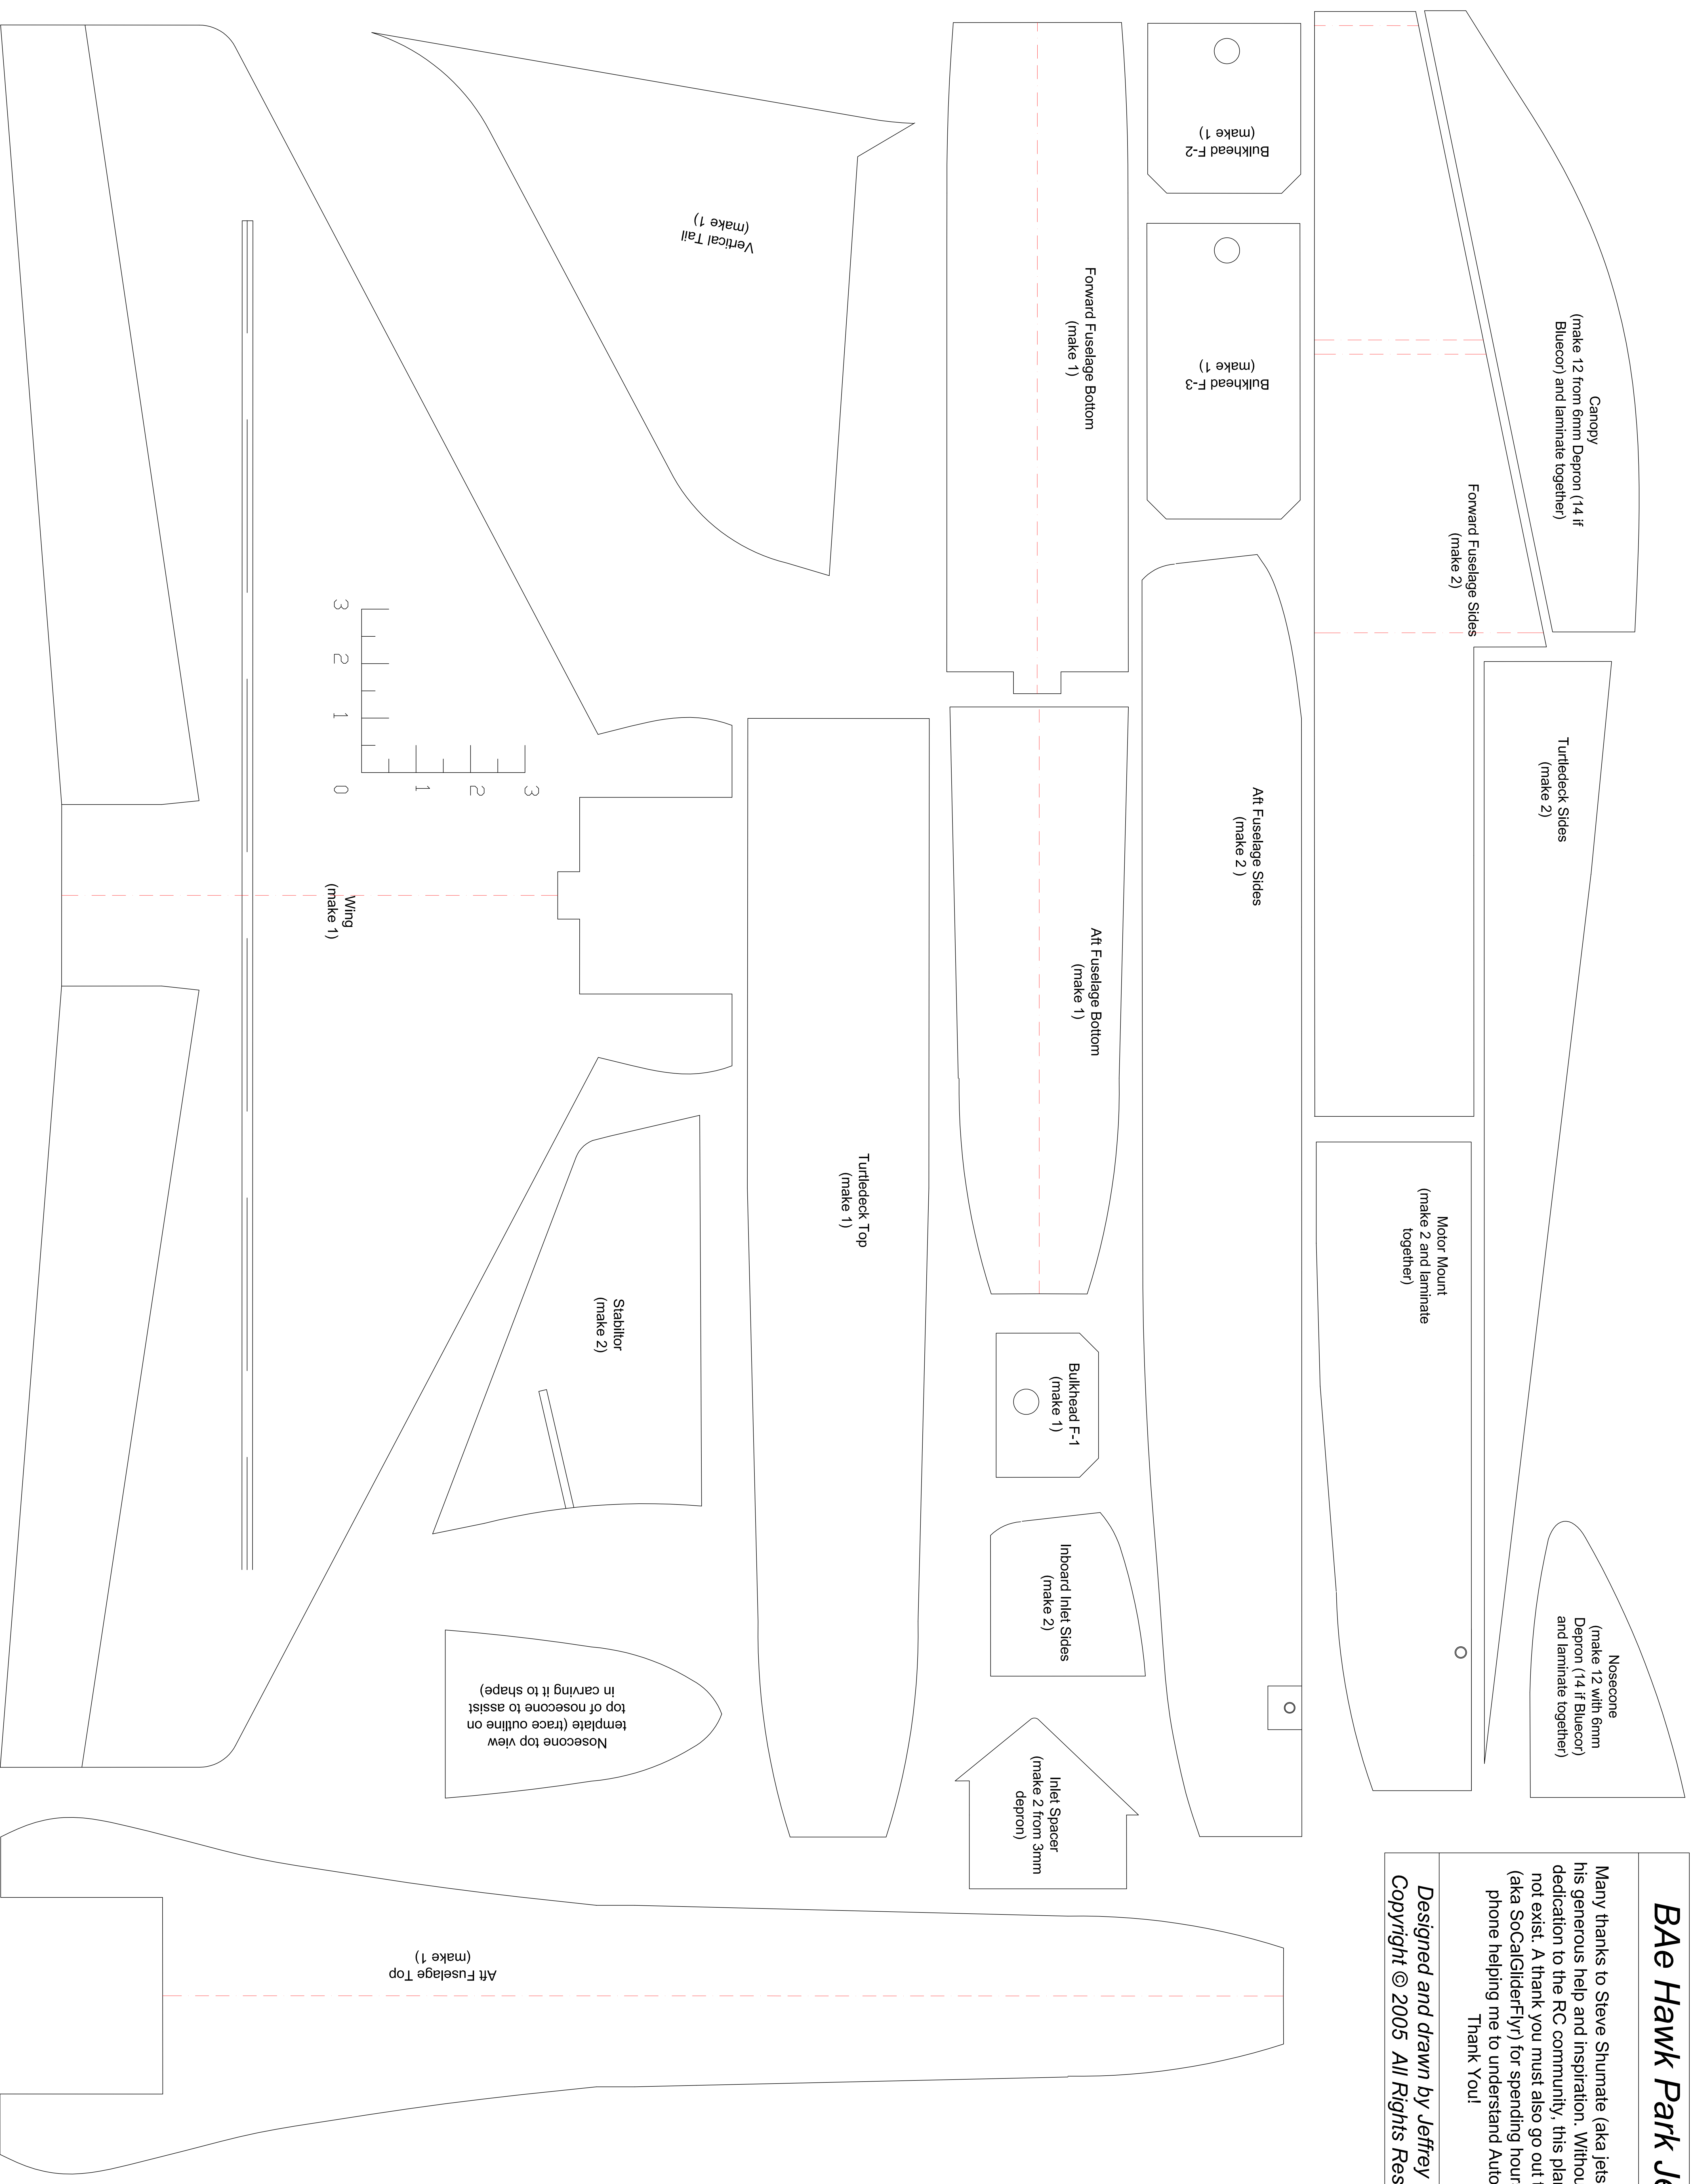 BAe Hawk Park
Many thanks to Steve Shumate (aka
his generous help and inspiration.
dedication to the RC community, this
not exist. A thank you must also go out
(aka SoCalGliderFlyr) for spending
phone helping me to understand
Thank You!
Designed and drawn by Jeffrey
Copyright © 2005 All Rights
Canopy
(make 12 from 6mm Depron (14 if
Bluecor) and laminate together)
Forward Fuselage Sides
(make 2)
Turtledeck Sides
(make 2)
Motor Mount
(make 2 and laminate
together)
Nosecone
(make 12 with 6mm
Depron (14 if Bluecor)
and laminate together)
Bulkhead F-2
(make 1)
Bulkhead F-3
(make 1)
Aft Fuselage Sides
(make 2 )
Forward Fuselage Bottom
(make 1)
Aft Fuselage Bottom
(make 1)
Bulkhead F-1
(make 1)
Inboard Inlet Sides
(make 2)
Inlet Spacer
(make 2 from 3mm
depron)
Turtledeck Top
(make 1)
Vertical Tail
(make 1)
Stabiltor
(make 2)
Nosecone top view
template (trace outline on
top of nosecone to assist
in carving it to shape)
3
2
1
0
1
2
3
Wing
(make 1)
Aft Fuselage Top
(make 1)